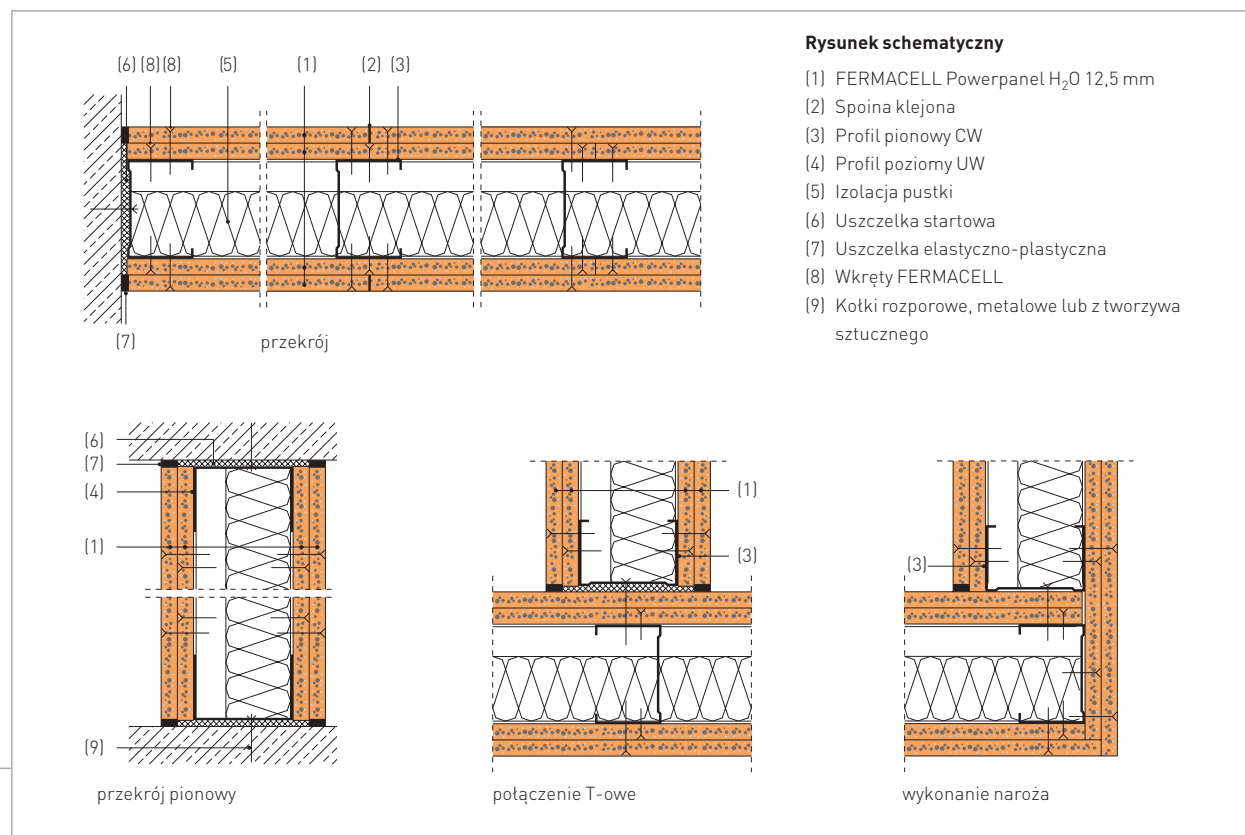 Rysunek schematyczny
(1) FERMACELL Powerpanel H₂O 12,5 mm
(2) Spoina klejona
(3) Profil pionowy CW
(4) Profil poziomy UW
(5) Izolacja pustki
(6) Uszczelka startowa
(7) Uszczelka elastyczno-plastyczna
(8) Wkręty FERMACELL
(9) Kołki rozporowe, metalowe lub z tworzywa
sztucznego
(6) (8) (8) (5) (1) (2) (3)
(7) przekrój
(6)
(7)
(4)
(1)
(9)
przekrój pionowy
(1)
(3)
połączenie T-owe
(3)
wykonanie naroża